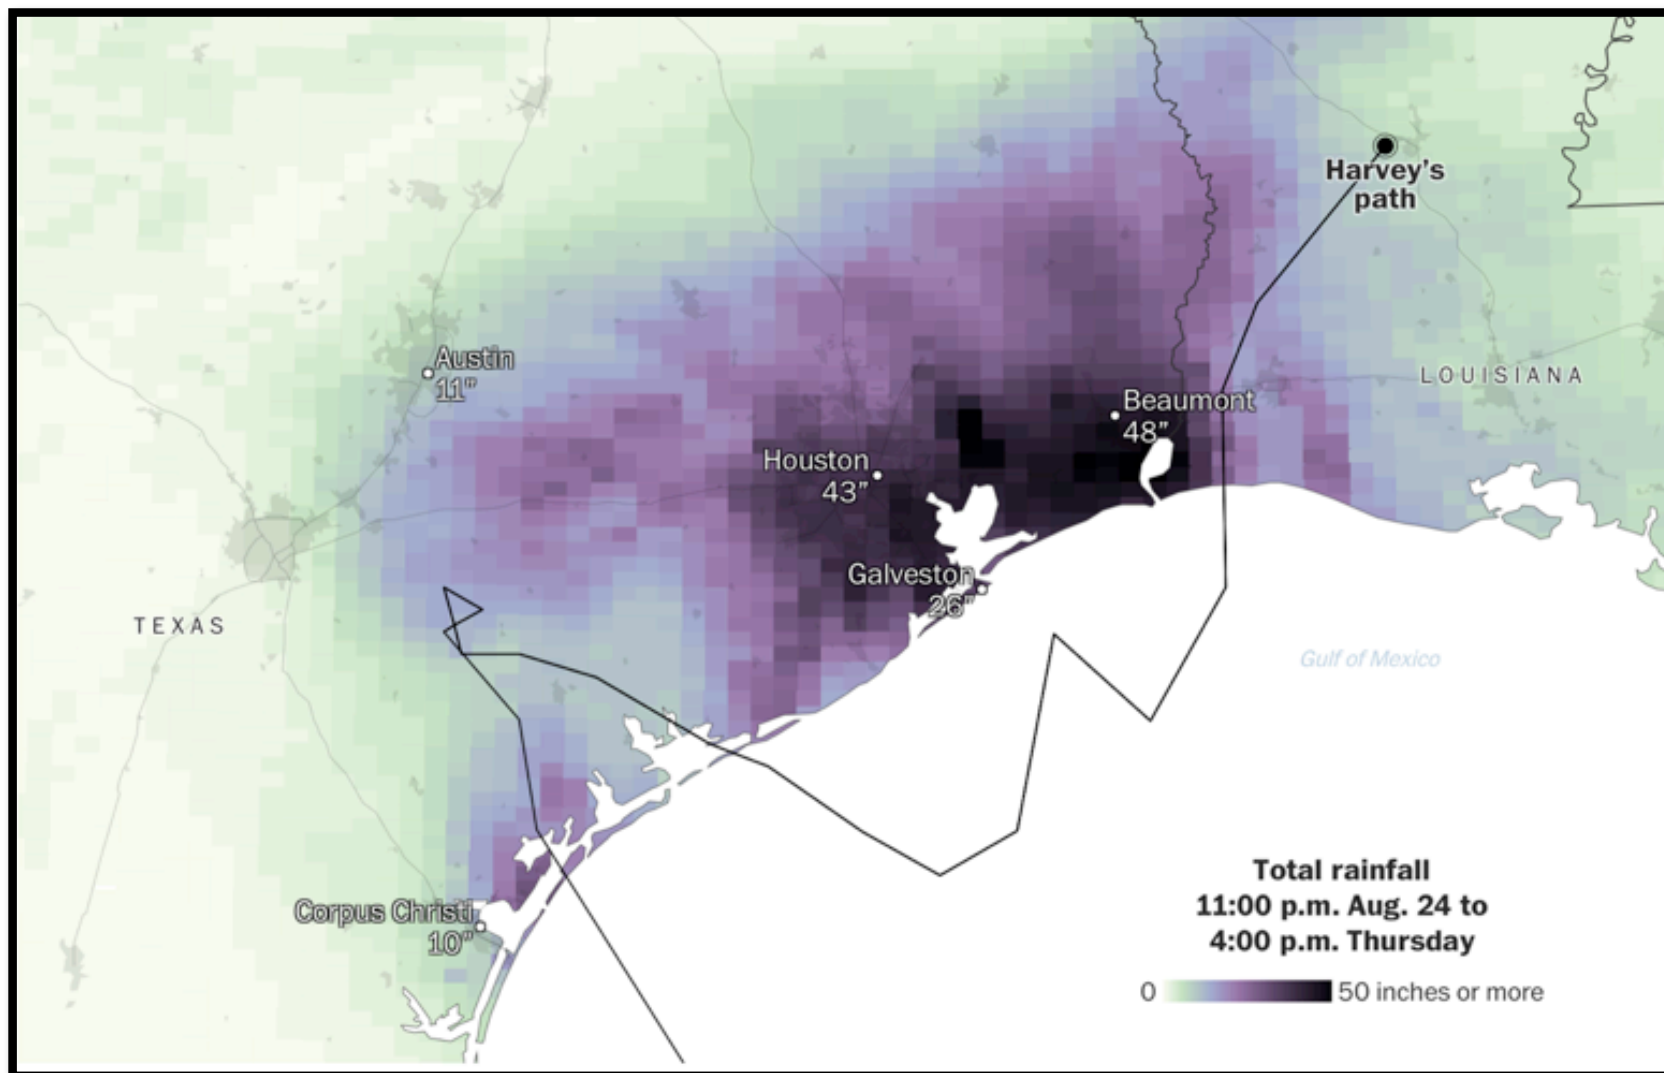 Harvey's
path
Austin
11"
LOUISIANA
Beaumont
48"
Houston
43"
Galveston
26"
TEXAS
Gulf of Mexico
Corpus Christi
10"
Total rainfall
11:00 p.m. Aug. 24 to
4:00 p.m. Thursday
0 50 inches or more